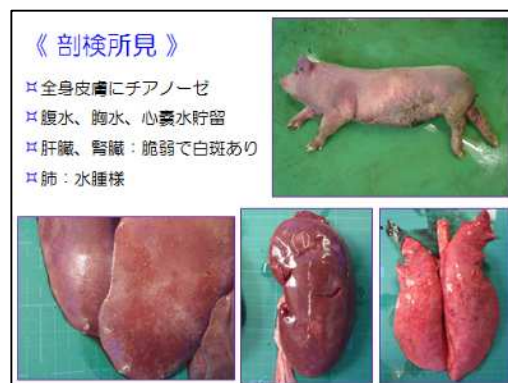 《 剖検所見 》
¤全身皮膚にチアノーゼ
¤腹水、胸水、心嚢水貯留
¤肝臓、腎臓：脆弱で白斑あり
¤肺：水腫様